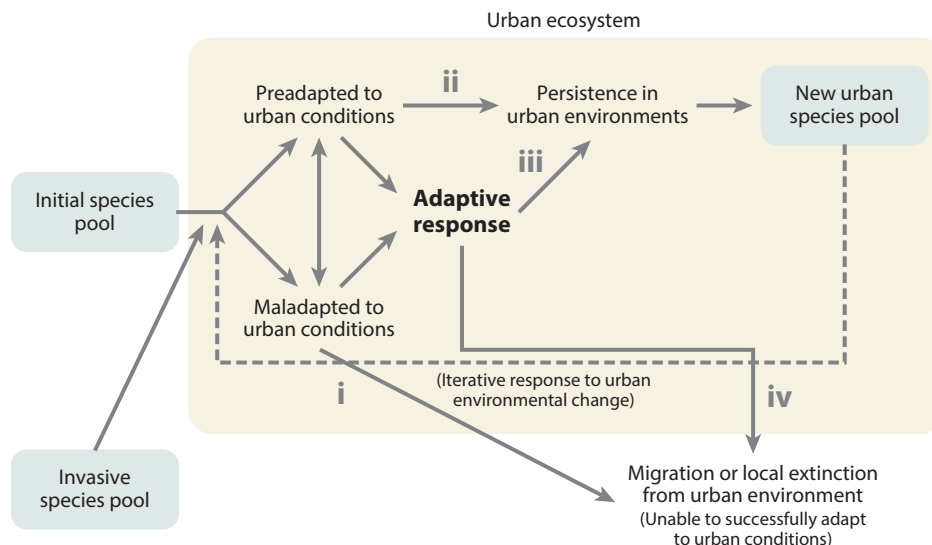 Urban ecosystem
Preadapted to
urban conditions
ii
Persistence in
urban environments
New urban
species pool
iii
Initial species
pool
Adaptive
response
Maladapted to
urban conditions
i
(Iterative response to urban
environmental change)
iv
Invasive
species pool
Migration or local extinction
from urban environment
(Unable to successfully adapt
to urban conditions)